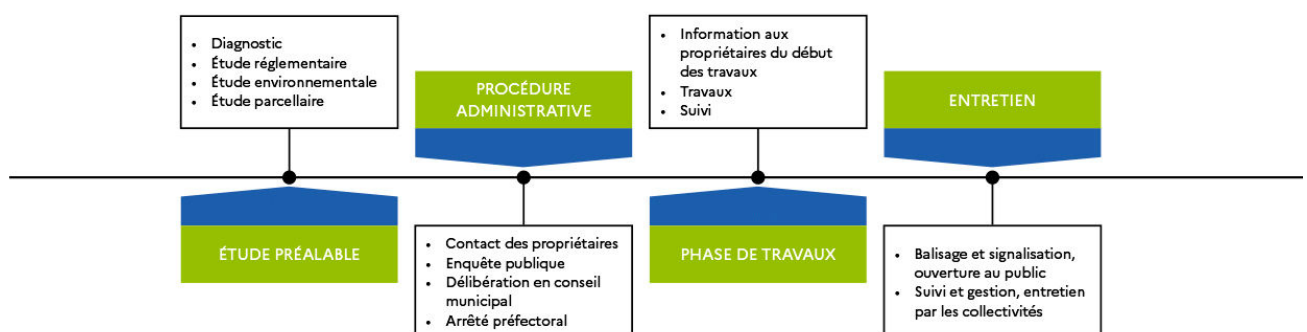 • Diagnostic
• Étude réglementaire
• Étude environnementale
• Étude parcellaire
ÉTUDE PRÉALABLE
PROCÉDURE
ADMINISTRATIVE
• Contact des propriétaires
• Enquête publique
• Délibération en conseil
municipal
• Arrêté préfectoral
• Information aux
propriétaires du début
des travaux
• Travaux
• Suivi
PHASE DE TRAVAUX
ENTRETIEN
• Balisage et signalisation,
ouverture au public
• Suivi et gestion, entretien
par les collectivités